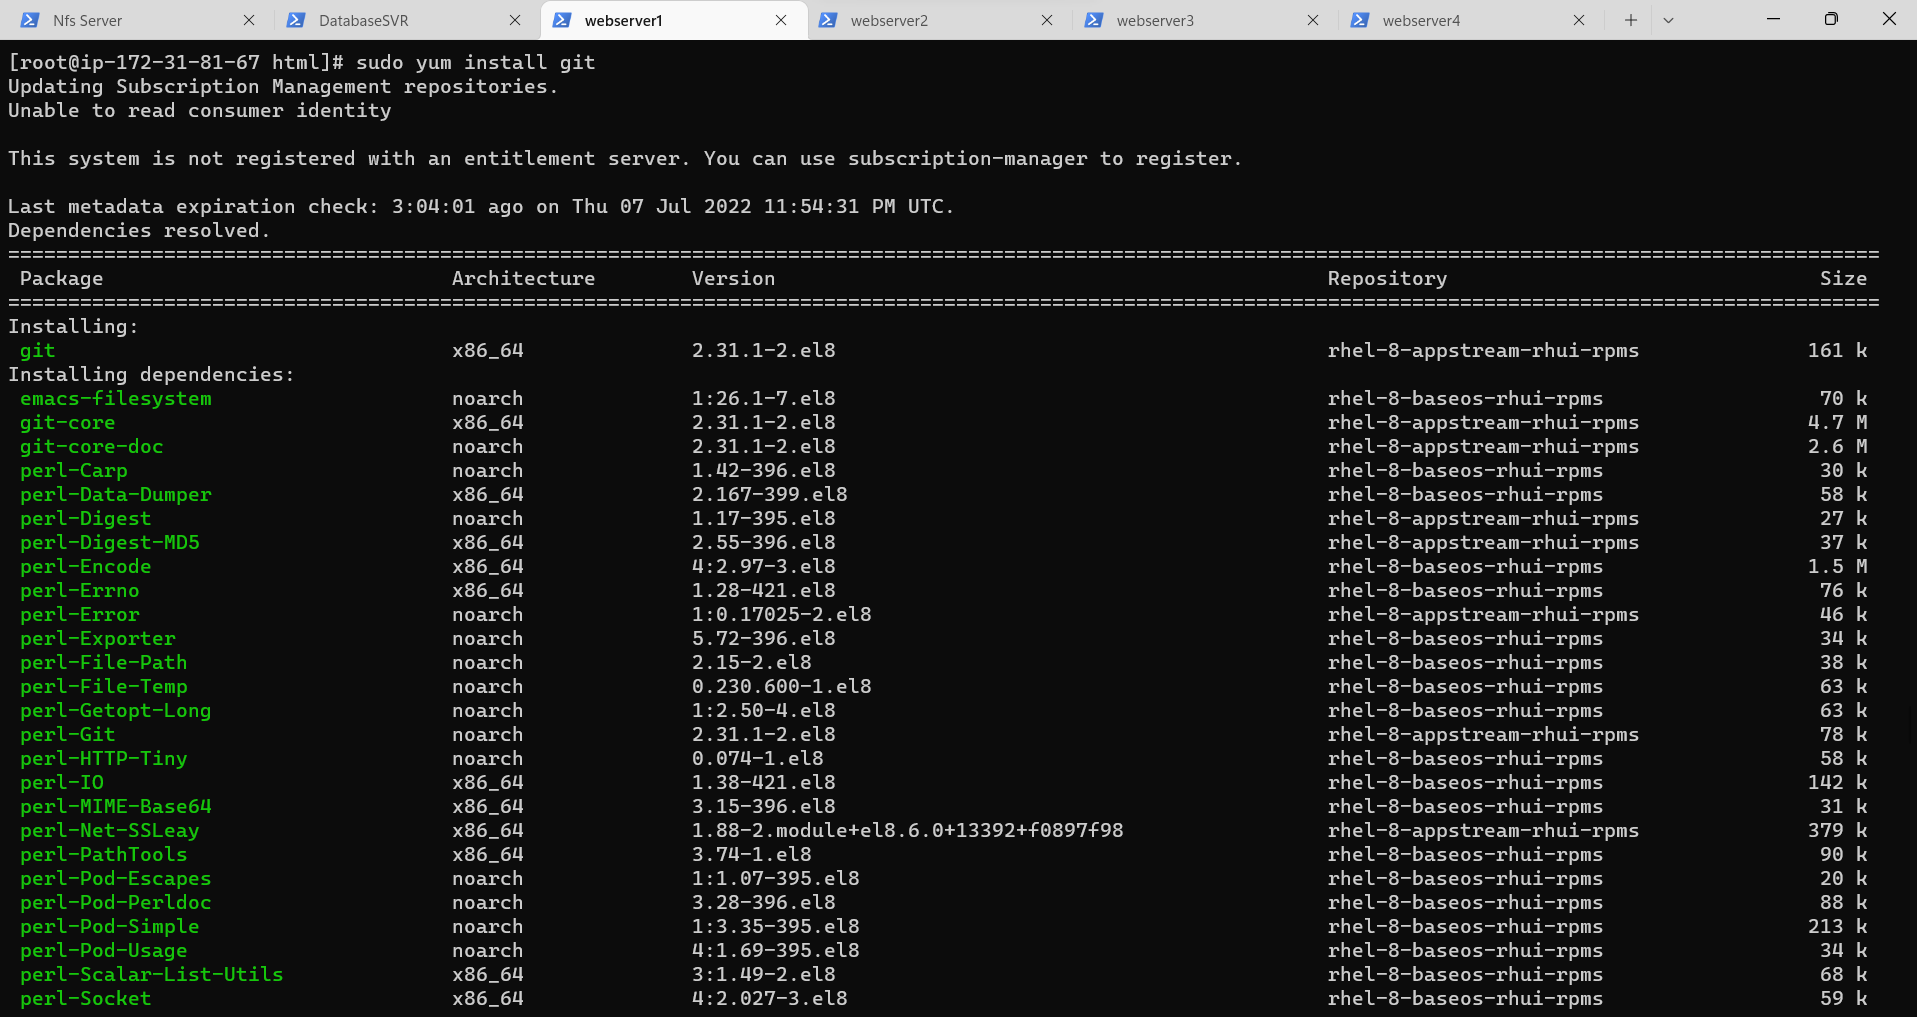 Nfs Server DatabaseSVR webserver1 webserver2 webserver3 webserver4
[root@ip-172-31-81-67 html]# sudo yum install git
Updating Subscription Management repositories.
Unable to read consumer identity
This system is not registered with an entitlement server. You can use subscription-manager to register.
Last metadata expiration check: 3:04:01 ago on Thu 07 Jul 2022 11:54:31 PM UTC.
Dependencies resolved.
================================================================================
Package Architecture Version Repository Size
================================================================================
Installing:
git x86_64 2.31.1-2.el8 rhel-8-appstream-rhui-rpms 161 k
Installing dependencies:
emacs-filesystem noarch 1:26.1-7.el8 rhel-8-baseos-rhui-rpms 70 k
git-core x86_64 2.31.1-2.el8 rhel-8-appstream-rhui-rpms 4.7 M
git-core-doc noarch 2.31.1-2.el8 rhel-8-appstream-rhui-rpms 2.6 M
perl-Carp noarch 1.42-396.el8 rhel-8-baseos-rhui-rpms 30 k
perl-Data-Dumper x86_64 2.167-399.el8 rhel-8-baseos-rhui-rpms 58 k
perl-Digest noarch 1.17-395.el8 rhel-8-appstream-rhui-rpms 27 k
perl-Digest-MD5 x86_64 2.55-396.el8 rhel-8-appstream-rhui-rpms 37 k
perl-Encode x86_64 4:2.97-3.el8 rhel-8-baseos-rhui-rpms 1.5 M
perl-Errno x86_64 1.28-421.el8 rhel-8-baseos-rhui-rpms 76 k
perl-Error noarch 1:0.17025-2.el8 rhel-8-appstream-rhui-rpms 46 k
perl-Exporter noarch 5.72-396.el8 rhel-8-baseos-rhui-rpms 34 k
perl-File-Path noarch 2.15-2.el8 rhel-8-baseos-rhui-rpms 38 k
perl-File-Temp noarch 0.230.600-1.el8 rhel-8-baseos-rhui-rpms 63 k
perl-Getopt-Long noarch 1:2.50-4.el8 rhel-8-baseos-rhui-rpms 63 k
perl-Git noarch 2.31.1-2.el8 rhel-8-appstream-rhui-rpms 78 k
perl-HTTP-Tiny noarch 0.074-1.el8 rhel-8-baseos-rhui-rpms 58 k
perl-IO x86_64 1.38-421.el8 rhel-8-baseos-rhui-rpms 142 k
perl-MIME-Base64 x86_64 3.15-396.el8 rhel-8-baseos-rhui-rpms 31 k
perl-Net-SSLeay x86_64 1.88-2.module+el8.6.0+13392+f0897f98 rhel-8-appstream-rhui-rpms 379 k
perl-PathTools x86_64 3.74-1.el8 rhel-8-baseos-rhui-rpms 90 k
perl-Pod-Escapes noarch 1:1.07-395.el8 rhel-8-baseos-rhui-rpms 20 k
perl-Pod-Perldoc noarch 3.28-396.el8 rhel-8-baseos-rhui-rpms 88 k
perl-Pod-Simple noarch 1:3.35-395.el8 rhel-8-baseos-rhui-rpms 213 k
perl-Pod-Usage noarch 4:1.69-395.el8 rhel-8-baseos-rhui-rpms 34 k
perl-Scalar-List-Utils x86_64 3:1.49-2.el8 rhel-8-baseos-rhui-rpms 68 k
perl-Socket x86_64 4:2.027-3.el8 rhel-8-baseos-rhui-rpms 59 k